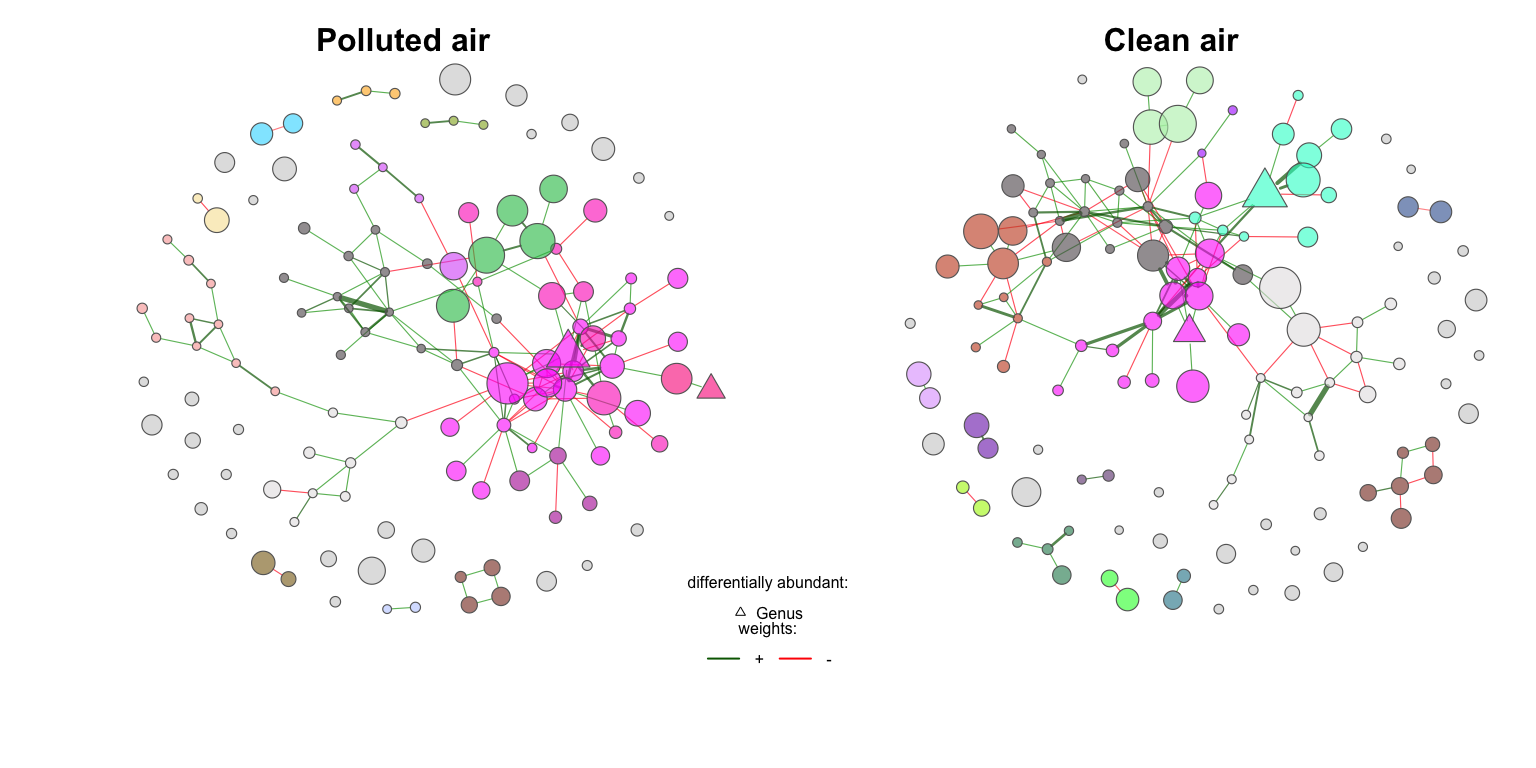 Polluted air
Clean air
differentially abundant:
Genus
weights:
+ -